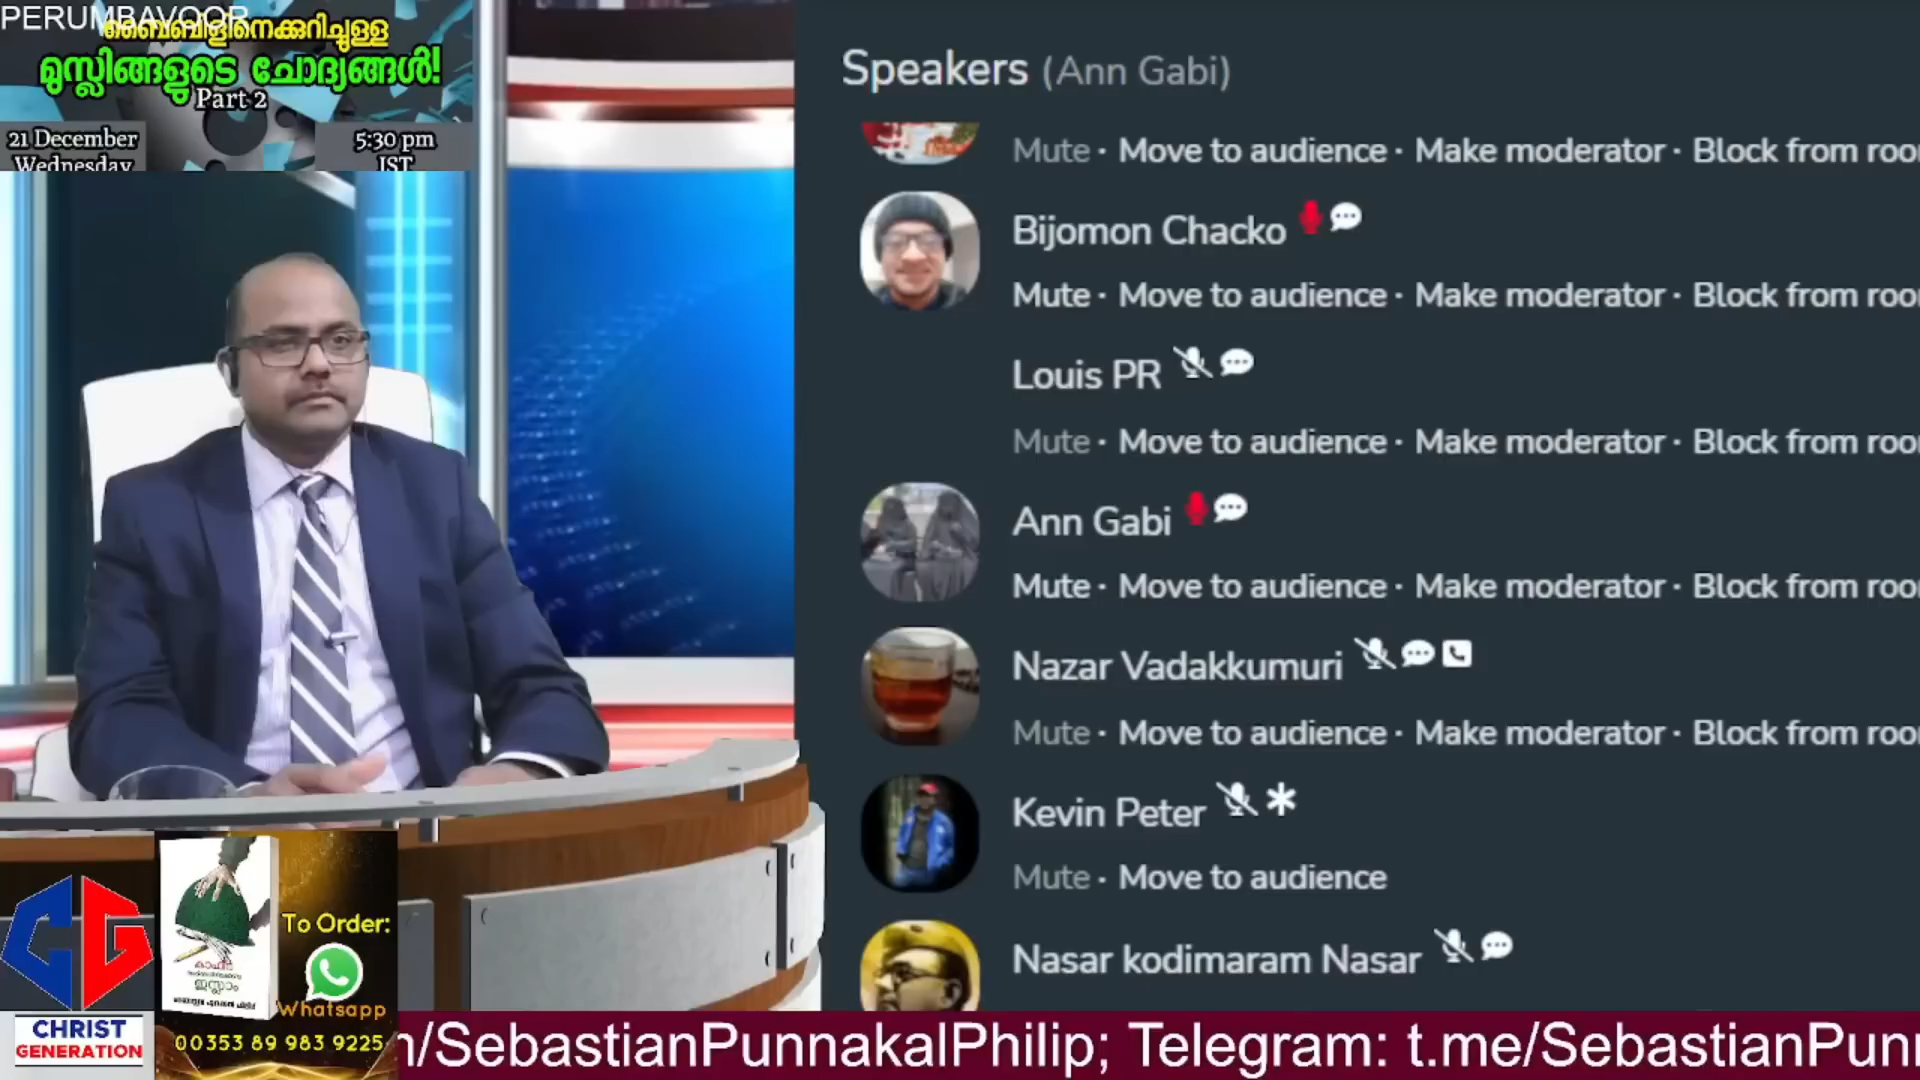 PERUMBAVOOR
ബൈബിളിനെക്കുറിച്ചുള്ള
മുസ്ലിങ്ങളുടെ ചോദ്യങ്ങൾ!
Part 2
21 December
Wednesday
5:30 pm
IST
Speakers (Ann Gabi)
Mute · Move to audience · Make moderator · Block from roo
Bijomon Chacko
Mute · Move to audience · Make moderator · Block from roo
Louis PR
Mute · Move to audience · Make moderator · Block from roo
Ann Gabi
Mute · Move to audience · Make moderator · Block from roo
Nazar Vadakkumuri
Mute · Move to audience · Make moderator · Block from roo
Kevin Peter
Mute · Move to audience
Nasar kodimaram Nasar
CG
CHRIST
GENERATION
ഇസ്ലാം
To Order:
Whatsapp
00353 89 983 9225
/SebastianPunnakalPhilip; Telegram: t.me/SebastianPun